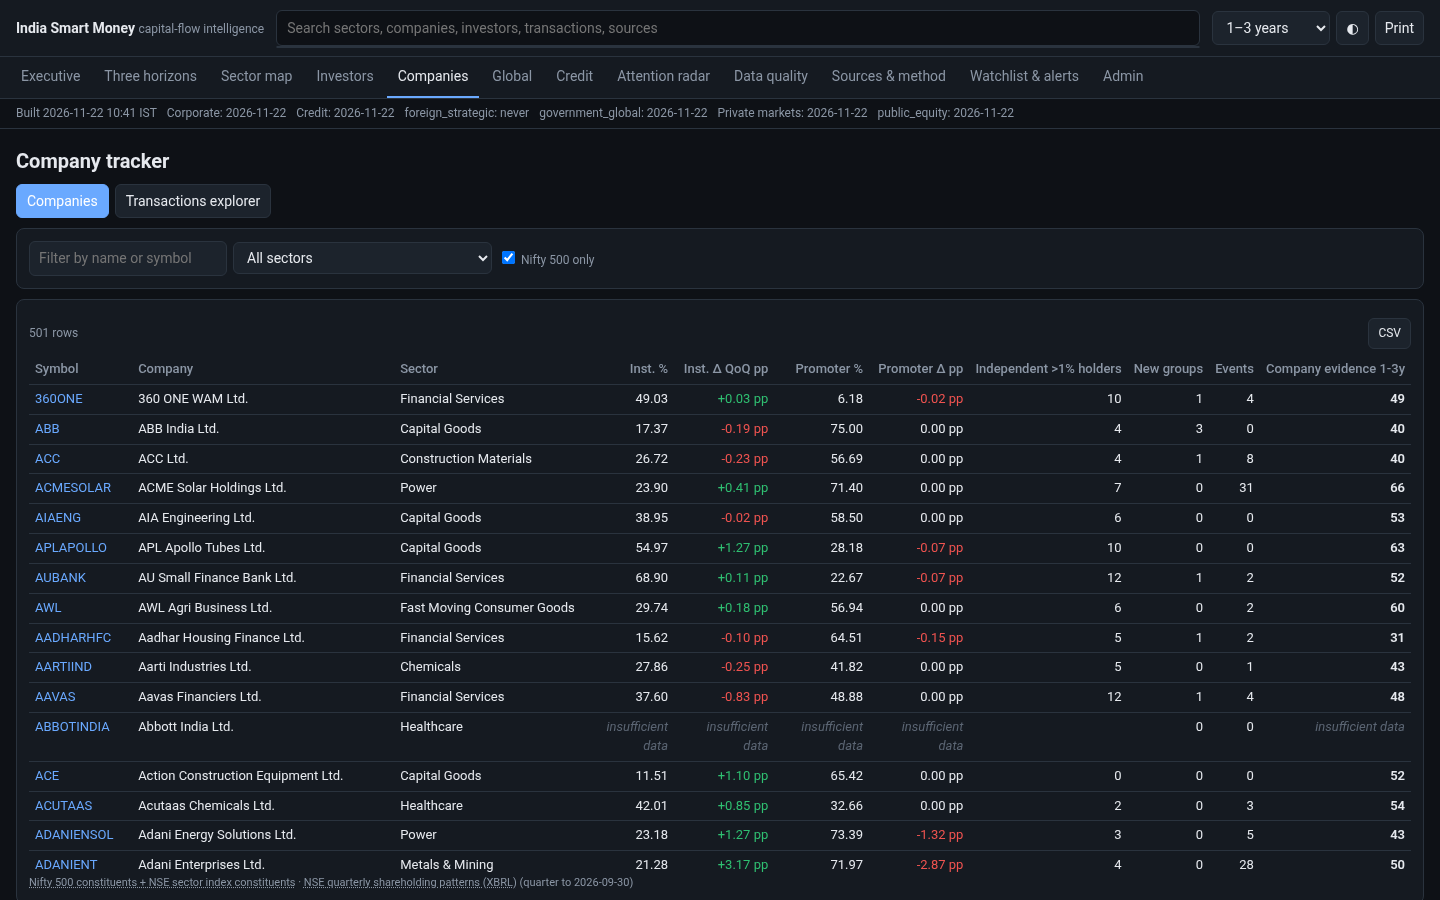 India Smart Money capital-flow intelligence Search sectors, companies, investors, transactions, sources 1–3 years Print
Executive Three horizons Sector map Investors Companies Global Credit Attention radar Data quality Sources & method Watchlist & alerts Admin
Built 2026-11-22 10:41 IST Corporate: 2026-11-22 Credit: 2026-11-22 foreign_strategic: never government_global: 2026-11-22 Private markets: 2026-11-22 public_equity: 2026-11-22
Company tracker
Companies Transactions explorer
Filter by name or symbol All sectors Nifty 500 only
501 rows CSV
Symbol Company Sector Inst. % Inst. Δ QoQ pp Promoter % Promoter Δ pp Independent >1% holders New groups Events Company evidence 1-3y
360ONE 360 ONE WAM Ltd. Financial Services 49.03 +0.03 pp 6.18 -0.02 pp 10 1 4 49
ABB ABB India Ltd. Capital Goods 17.37 -0.19 pp 75.00 0.00 pp 4 3 0 40
ACC ACC Ltd. Construction Materials 26.72 -0.23 pp 56.69 0.00 pp 4 1 8 40
ACMESOLAR ACME Solar Holdings Ltd. Power 23.90 +0.41 pp 71.40 0.00 pp 7 0 31 66
AIAENG AIA Engineering Ltd. Capital Goods 38.95 -0.02 pp 58.50 0.00 pp 6 0 0 53
APLAPOLLO APL Apollo Tubes Ltd. Capital Goods 54.97 +1.27 pp 28.18 -0.07 pp 10 0 0 63
AUBANK AU Small Finance Bank Ltd. Financial Services 68.90 +0.11 pp 22.67 -0.07 pp 12 1 2 52
AWL AWL Agri Business Ltd. Fast Moving Consumer Goods 29.74 +0.18 pp 56.94 0.00 pp 6 0 2 60
AADHARHFC Aadhar Housing Finance Ltd. Financial Services 15.62 -0.10 pp 64.51 -0.15 pp 5 1 2 31
AARTIIND Aarti Industries Ltd. Chemicals 27.86 -0.25 pp 41.82 0.00 pp 5 0 1 43
AAVAS Aavas Financiers Ltd. Financial Services 37.60 -0.83 pp 48.88 0.00 pp 12 1 4 48
ABBOTINDIA Abbott India Ltd. Healthcare insufficient data insufficient data insufficient data insufficient data 0 0 insufficient data
ACE Action Construction Equipment Ltd. Capital Goods 11.51 +1.10 pp 65.42 0.00 pp 0 0 0 52
ACUTAAS Acutaas Chemicals Ltd. Healthcare 42.01 +0.85 pp 32.66 0.00 pp 2 0 3 54
ADANIENSOL Adani Energy Solutions Ltd. Power 23.18 +1.27 pp 73.39 -1.32 pp 3 0 5 43
ADANIENT Adani Enterprises Ltd. Metals & Mining 21.28 +3.17 pp 71.97 -2.87 pp 4 0 28 50
Nifty 500 constituents + NSE sector index constituents · NSE quarterly shareholding patterns (XBRL) (quarter to 2026-09-30)